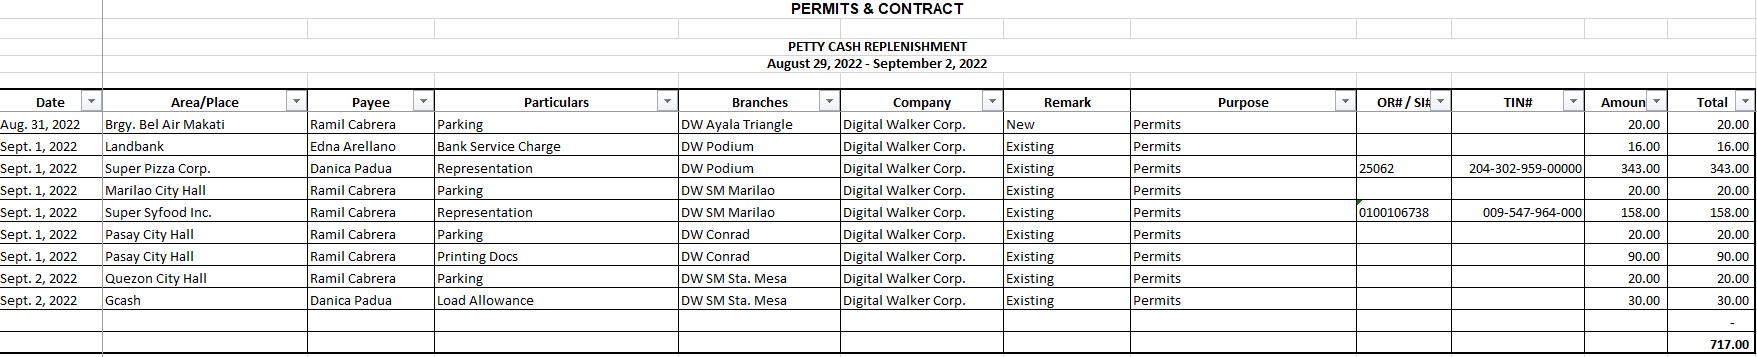 PERMITS & CONTRACT
PETTY CASH REPLENISHMENT
August 29, 2022 - September 2, 2022
Date Area/Place Payee Particulars Branches Company Remark Purpose OR# / SI# TIN# Amoun Total
Aug. 31, 2022 Brgy. Bel Air Makati Ramil Cabrera Parking DW Ayala Triangle Digital Walker Corp. New Permits 20.00 20.00
Sept. 1, 2022 Landbank Edna Arellano Bank Service Charge DW Podium Digital Walker Corp. Existing Permits 16.00 16.00
Sept. 1, 2022 Super Pizza Corp. Danica Padua Representation DW Podium Digital Walker Corp. Existing Permits 25062 204-302-959-00000 343.00 343.00
Sept. 1, 2022 Marilao City Hall Ramil Cabrera Parking DW SM Marilao Digital Walker Corp. Existing Permits 20.00 20.00
Sept. 1, 2022 Super Syfood Inc. Ramil Cabrera Representation DW SM Marilao Digital Walker Corp. Existing Permits 0100106738 009-547-964-000 158.00 158.00
Sept. 1, 2022 Pasay City Hall Ramil Cabrera Parking DW Conrad Digital Walker Corp. Existing Permits 20.00 20.00
Sept. 1, 2022 Pasay City Hall Ramil Cabrera Printing Docs DW Conrad Digital Walker Corp. Existing Permits 90.00 90.00
Sept. 2, 2022 Quezon City Hall Ramil Cabrera Parking DW SM Sta. Mesa Digital Walker Corp. Existing Permits 20.00 20.00
Sept. 2, 2022 Gcash Danica Padua Load Allowance DW SM Sta. Mesa Digital Walker Corp. Existing Permits 30.00 30.00
-
717.00